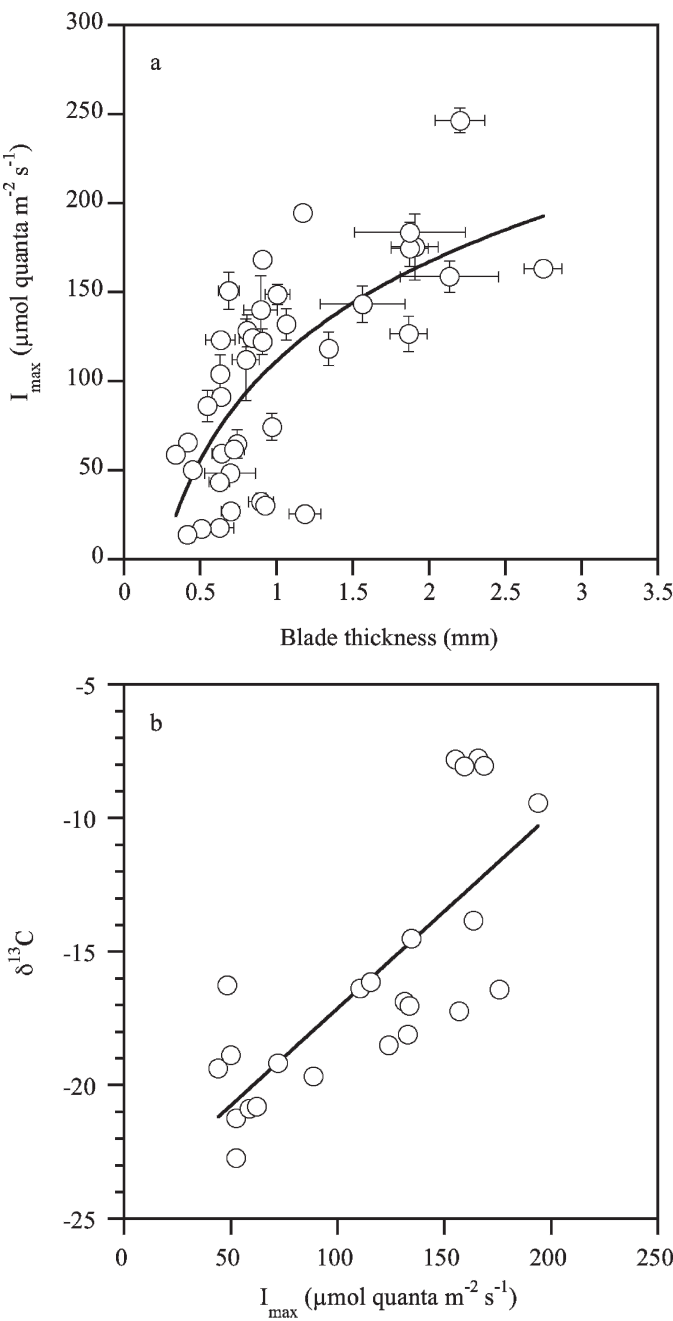 300
250
200
150
100
50
0
a
I_max (µmol quanta m⁻² s⁻¹)
0 0.5 1 1.5 2 2.5 3 3.5
Blade thickness (mm)
-5
-10
-15
-20
-25
b
δ¹³C
0 50 100 150 200 250
I_max (µmol quanta m⁻² s⁻¹)